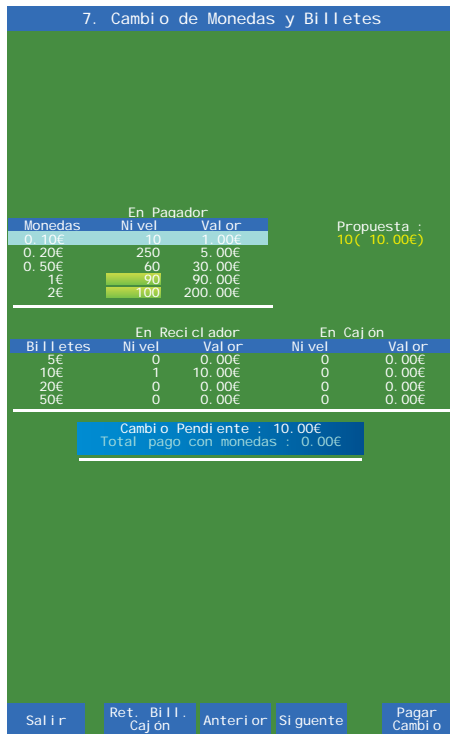 7. Cambio de Monedas y Billetes
En Pagador
Monedas Nivel Valor
Propuesta :
0.10€ 10 1.00€
10( 10.00€)
0.20€ 250 5.00€
0.50€ 60 30.00€
1€ 90 90.00€
2€ 100 200.00€
En Reciclador En Cajón
Billetes Nivel Valor Nivel Valor
5€ 0 0.00€ 0 0.00€
10€ 1 10.00€ 0 0.00€
20€ 0 0.00€ 0 0.00€
50€ 0 0.00€ 0 0.00€
Cambio Pendiente : 10.00€
Total pago con monedas : 0.00€
Salir
Ret. Bill.
Cajón
Anterior
Siguente
Pagar
Cambio